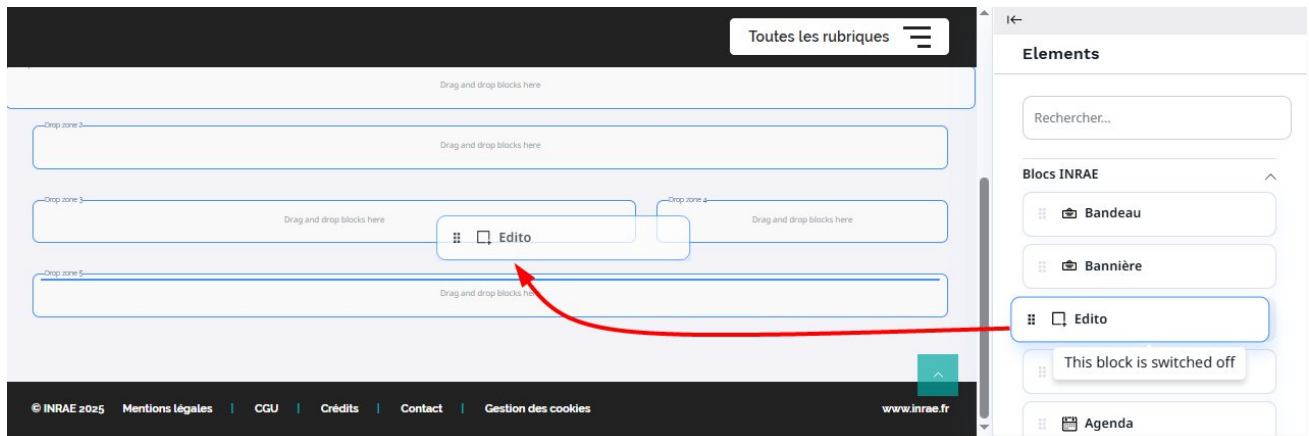 Toutes les rubriques
Drag and drop blocks here
Drop zone 2
Drag and drop blocks here
Drop zone 3
Drag and drop blocks here
Drop zone 4
Drag and drop blocks here
Edito
Drop zone 5
Drag and drop blocks here
© INRAE 2025 Mentions légales | CGU | Crédits | Contact | Gestion des cookies www.inrae.fr
Elements
Rechercher...
Blocs INRAE
Bandeau
Bannière
Edito
This block is switched off
Agenda